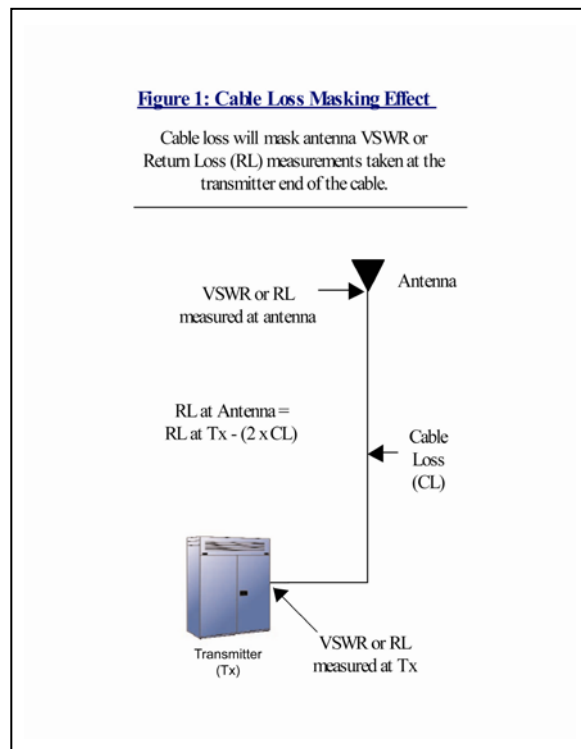 Figure 1: Cable Loss Masking Effect
Cable loss will mask antenna VSWR or
Return Loss (RL) measurements taken at the
transmitter end of the cable.
Antenna
VSWR or RL
measured at antenna
RL at Antenna =
RL at Tx - (2 x CL)
Cable
Loss
(CL)
Transmitter
(Tx)
VSWR or RL
measured at Tx